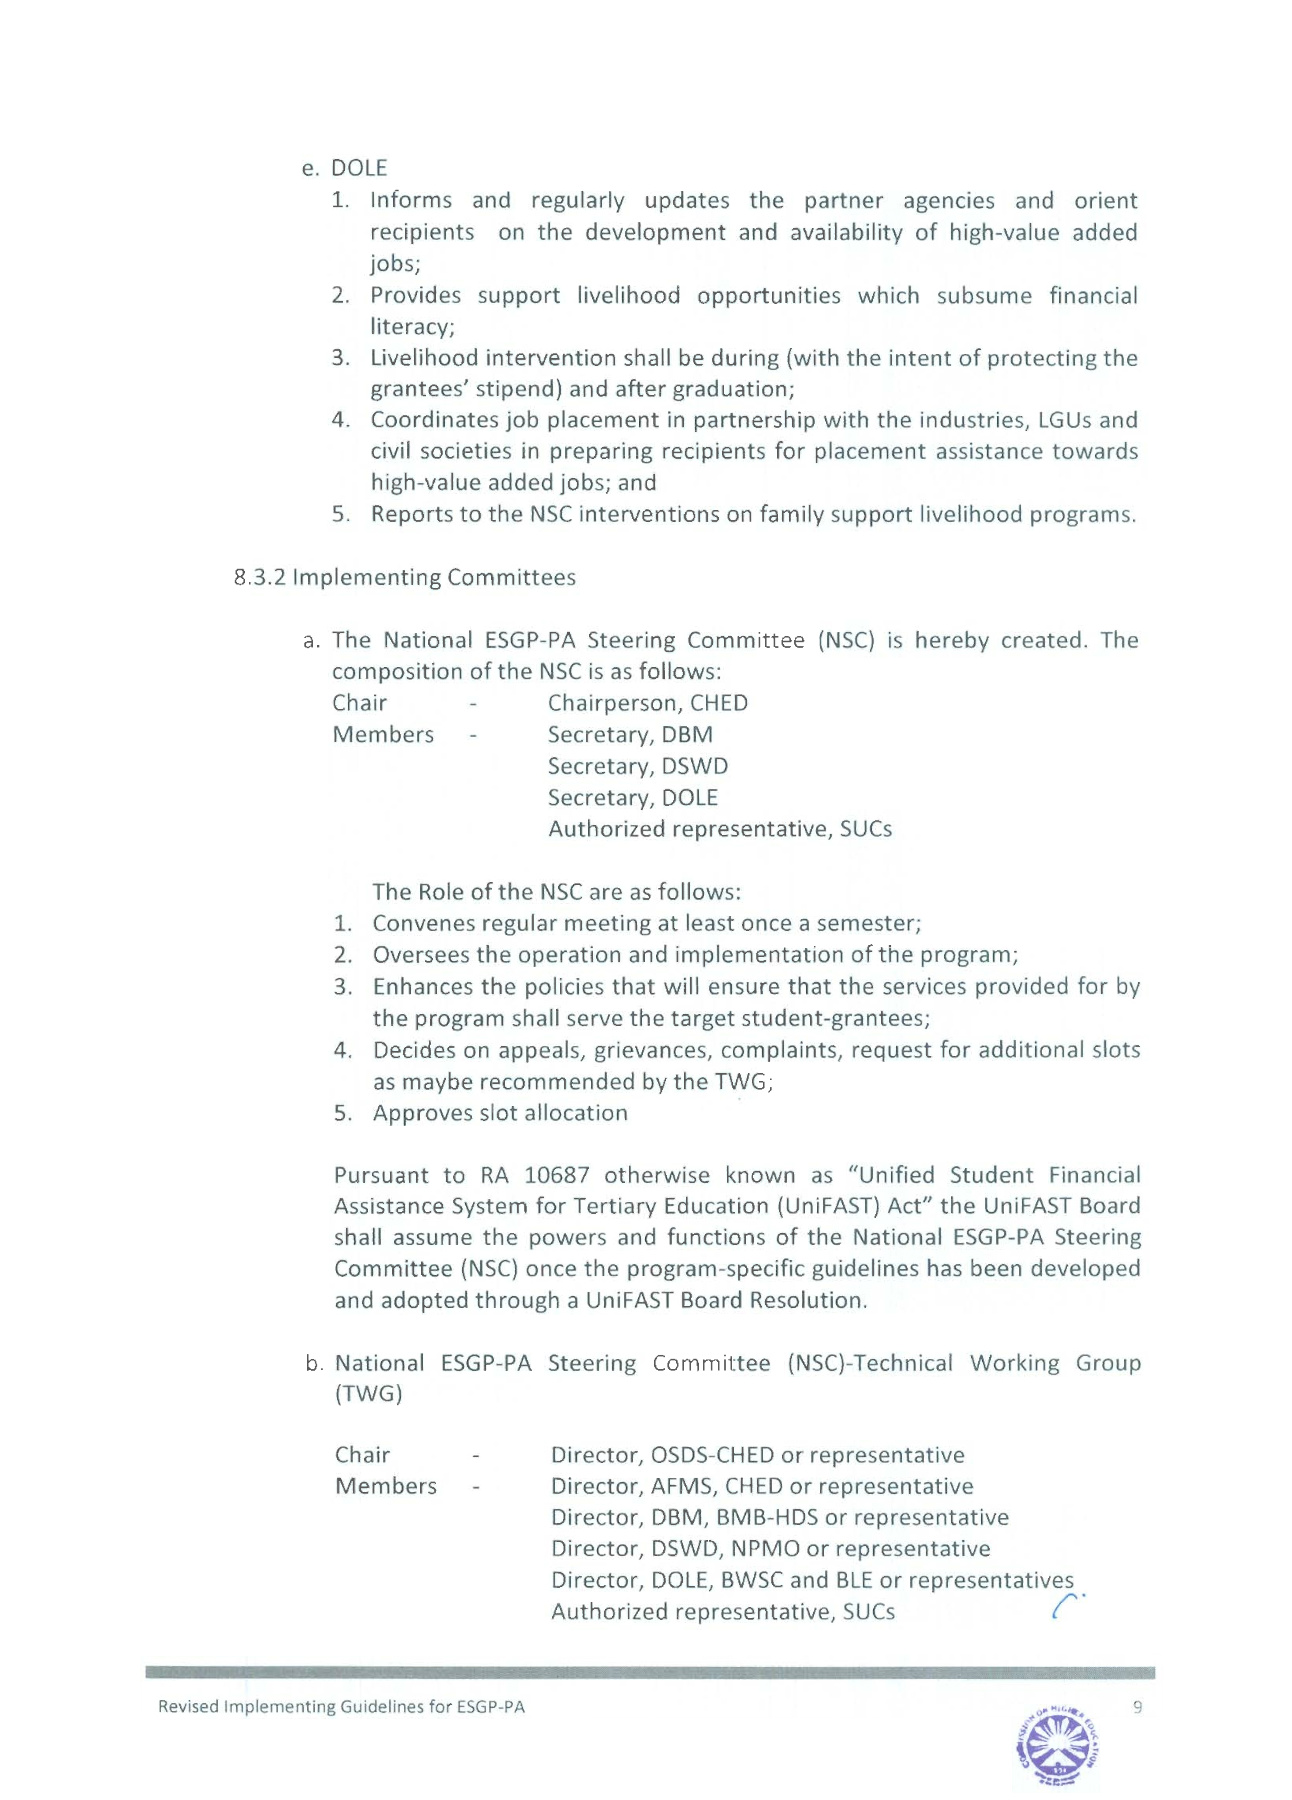 e. DOLE
1. Informs and regularly updates the partner agencies and orient
recipients on the development and availability of high-value added
jobs;
2. Provides support livelihood opportunities which subsume financial
literacy;
3. Livelihood intervention shall be during (with the intent of protecting the
grantees' stipend) and after graduation;
4. Coordinates job placement in partnership with the industries, LGUs and
civil societies in preparing recipients for placement assistance towards
high-value added jobs; and
5. Reports to the NSC interventions on family support livelihood programs.
8.3.2 Implementing Committees
a. The National ESGP-PA Steering Committee (NSC) is hereby created. The
composition of the NSC is as follows:
Chair - Chairperson, CHED
Members - Secretary, DBM
Secretary, DSWD
Secretary, DOLE
Authorized representative, SUCs
The Role of the NSC are as follows:
1. Convenes regular meeting at least once a semester;
2. Oversees the operation and implementation of the program;
3. Enhances the policies that will ensure that the services provided for by
the program shall serve the target student-grantees;
4. Decides on appeals, grievances, complaints, request for additional slots
as maybe recommended by the TWG;
5. Approves slot allocation
Pursuant to RA 10687 otherwise known as "Unified Student Financial
Assistance System for Tertiary Education (UniFAST) Act" the UniFAST Board
shall assume the powers and functions of the National ESGP-PA Steering
Committee (NSC) once the program-specific guidelines has been developed
and adopted through a UniFAST Board Resolution.
b. National ESGP-PA Steering Committee (NSC)-Technical Working Group
(TWG)
Chair - Director, OSDS-CHED or representative
Members - Director, AFMS, CHED or representative
Director, DBM, BMB-HDS or representative
Director, DSWD, NPMO or representative
Director, DOLE, BWSC and BLE or representatives
Authorized representative, SUCs
Revised Implementing Guidelines for ESGP-PA
9
COMMISSION ON HIGHER EDUCATION